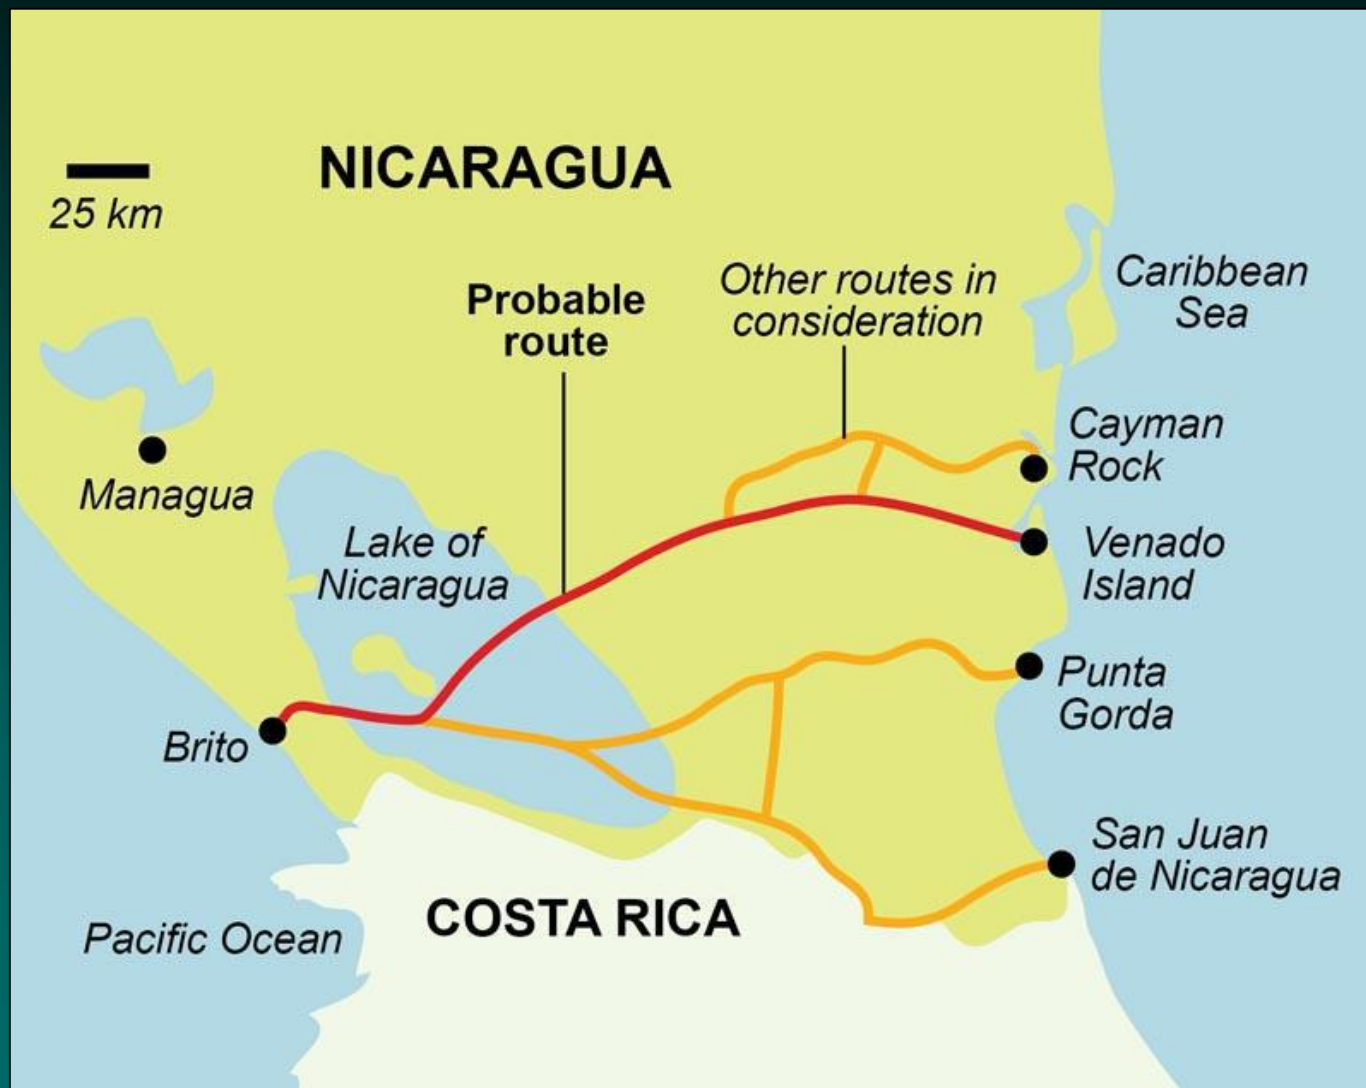 NICARAGUA
25 km
Other routes in
consideration
Probable
route
Caribbean
Sea
Cayman
Rock
Managua
Lake of
Nicaragua
Venado
Island
Punta
Gorda
Brito
San Juan
de Nicaragua
COSTA RICA
Pacific Ocean